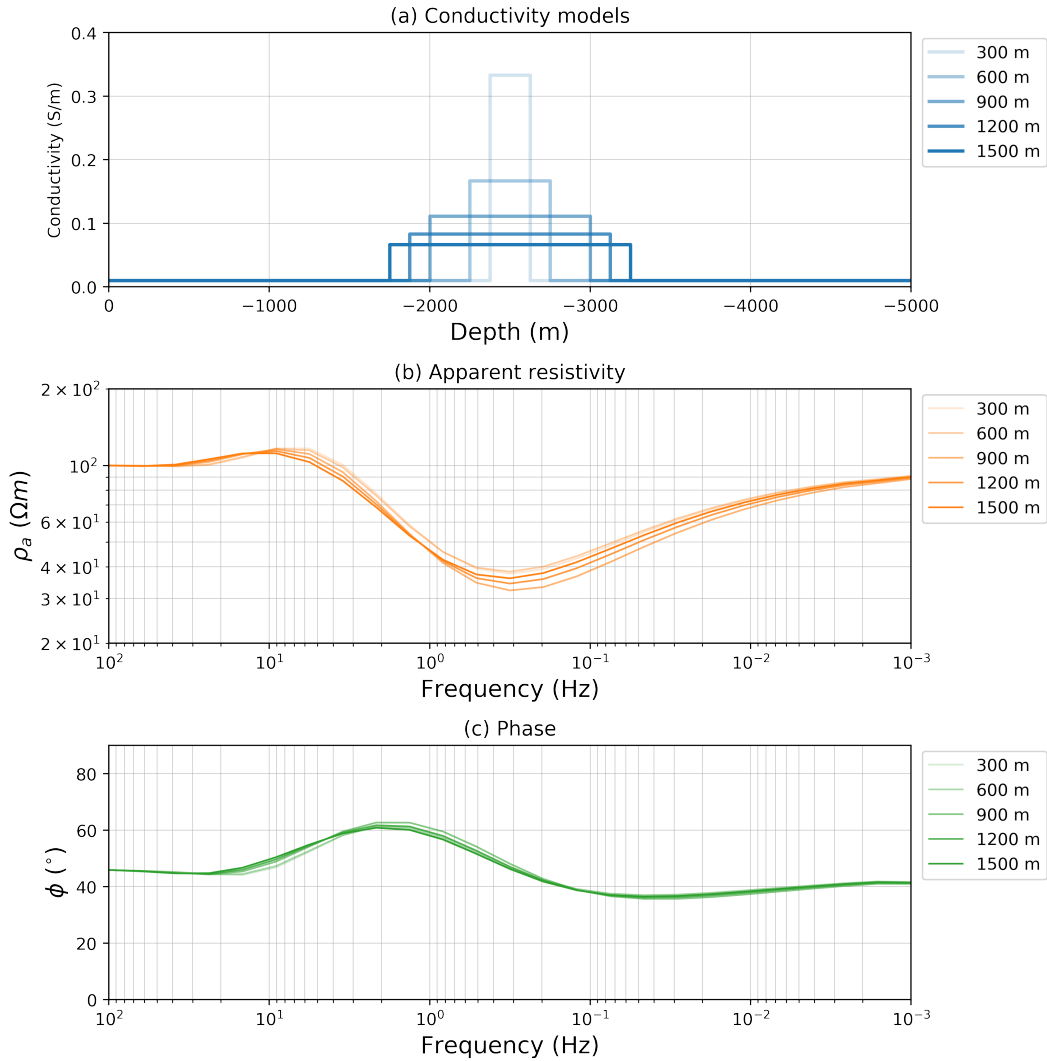 (a) Conductivity models
0.4
0.3
0.2
0.1
0.0
Conductivity (S/m)
0
−1000
−2000
−3000
−4000
−5000
Depth (m)
300 m
600 m
900 m
1200 m
1500 m
(b) Apparent resistivity
2 × 10²
10²
6 × 10¹
4 × 10¹
3 × 10¹
2 × 10¹
ρₐ (Ωm)
10²
10¹
10⁰
10⁻¹
10⁻²
10⁻³
Frequency (Hz)
300 m
600 m
900 m
1200 m
1500 m
(c) Phase
80
60
40
20
0
ϕ (°)
10²
10¹
10⁰
10⁻¹
10⁻²
10⁻³
Frequency (Hz)
300 m
600 m
900 m
1200 m
1500 m